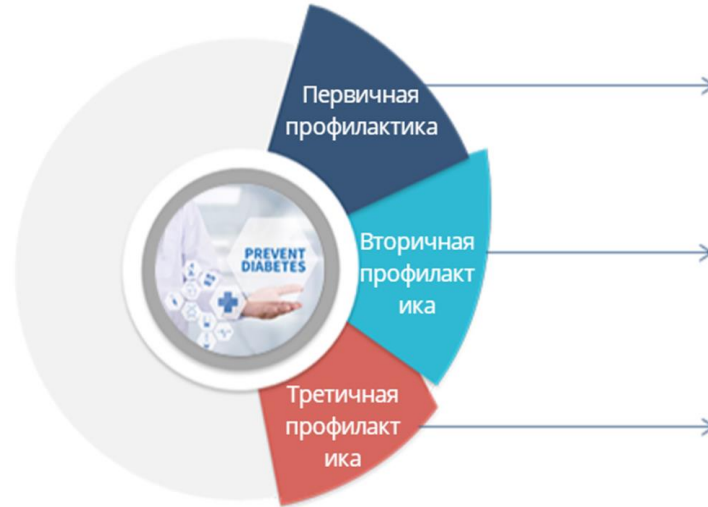 Первичная
профилактика
PREVENT
DIABETES
Вторичная
профилакт
ика
Третичная
профилакт
ика